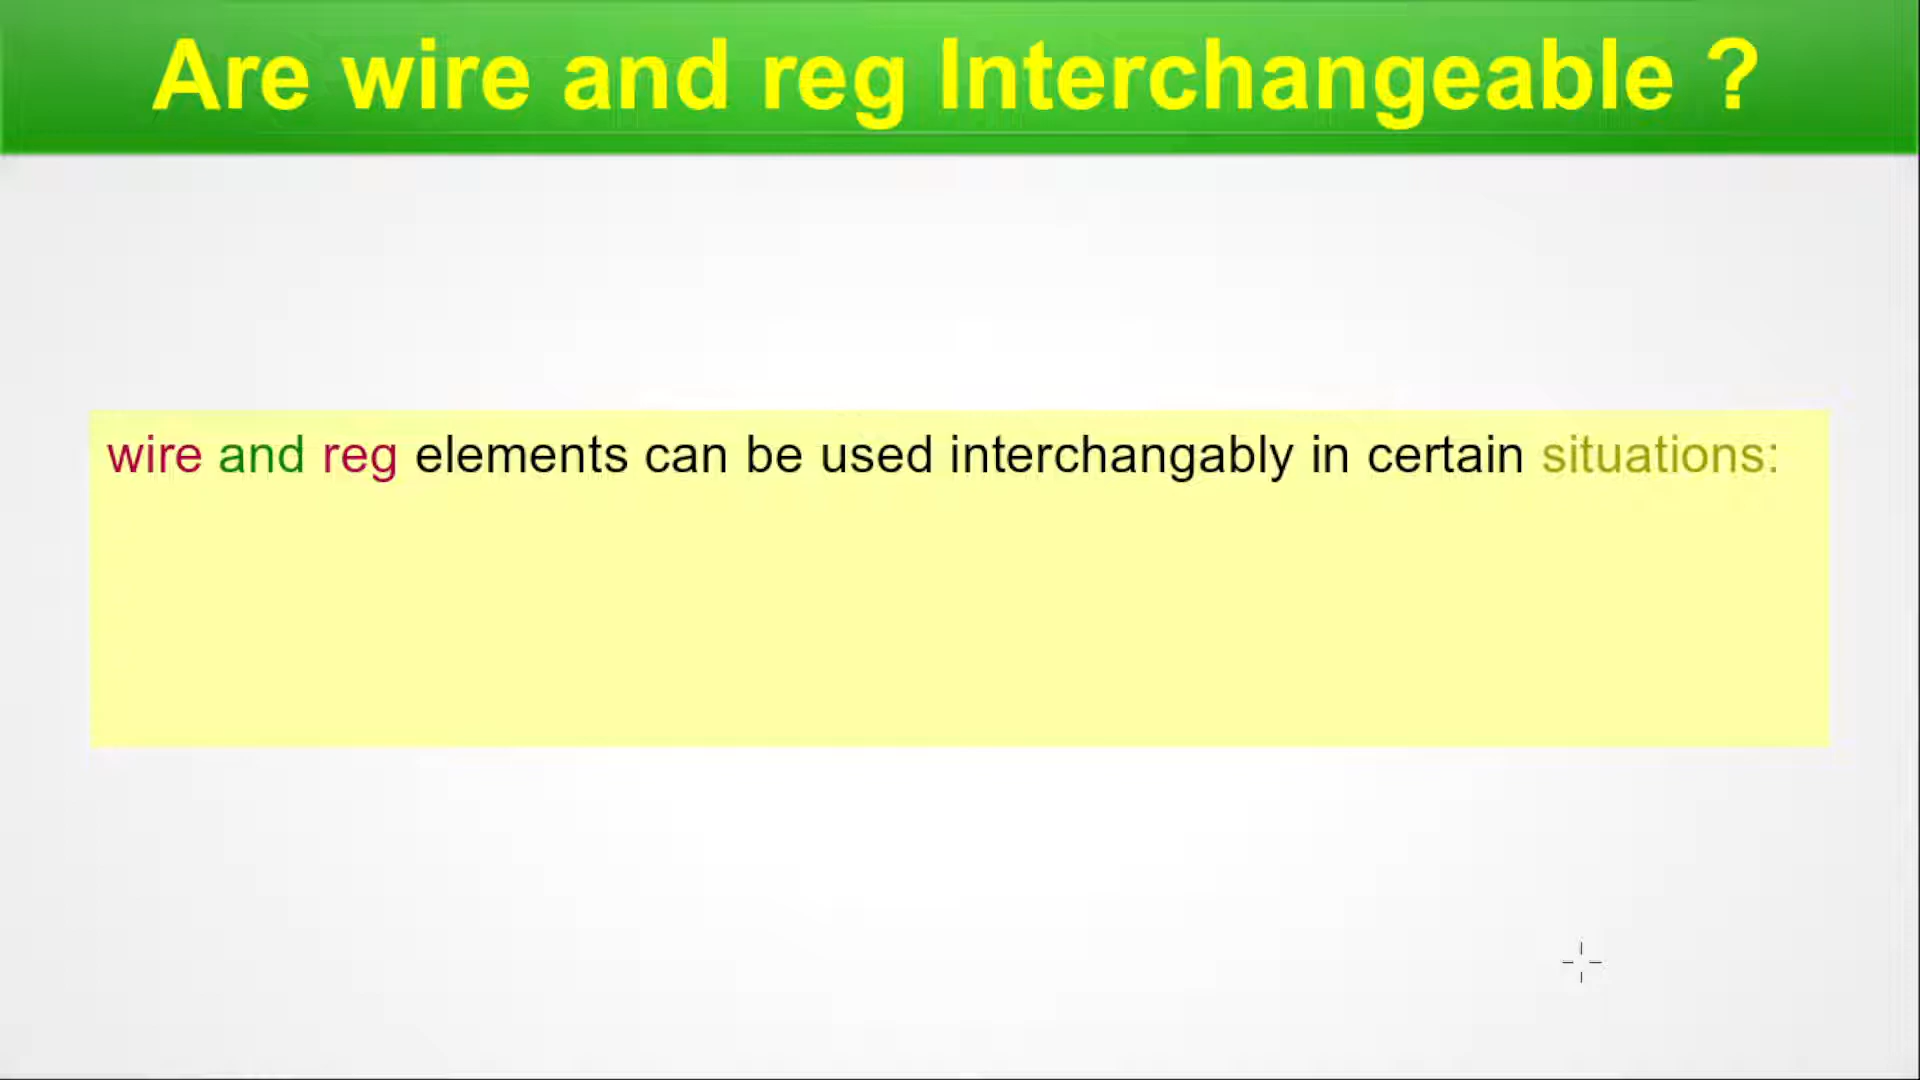 Are wire and reg Interchangeable ?
wire and reg elements can be used interchangably in certain situations: